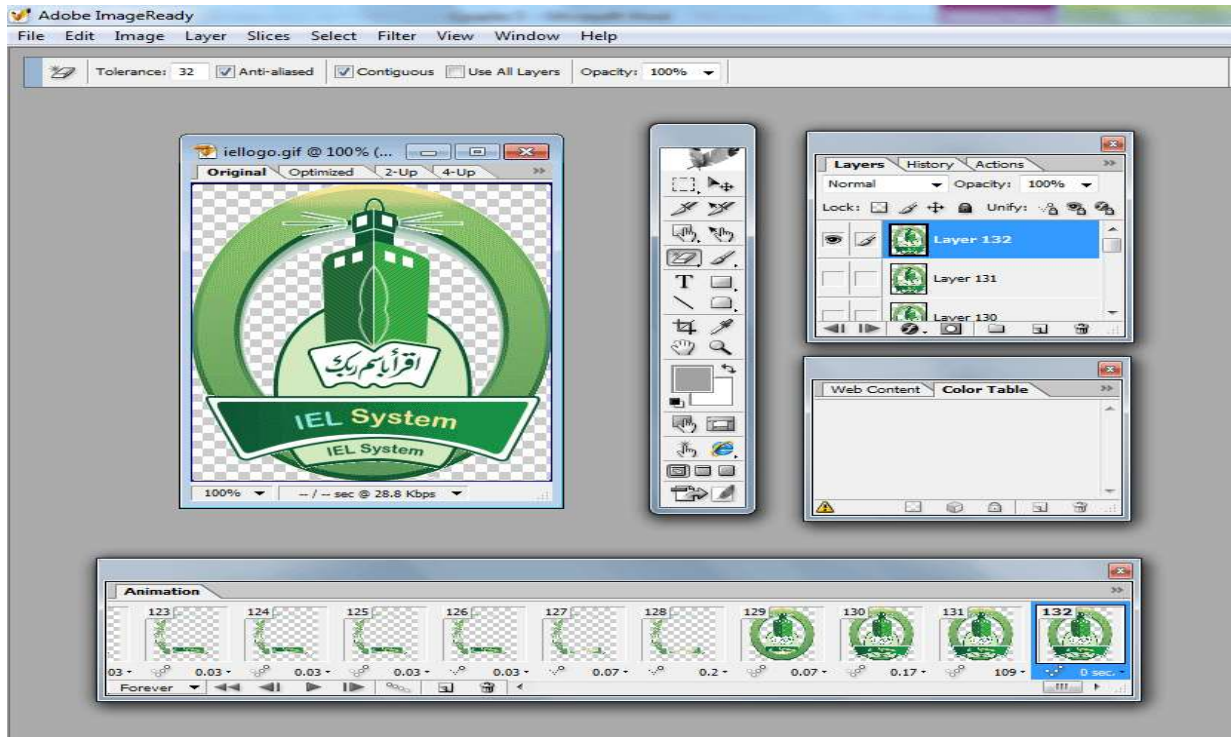 Adobe ImageReady
File Edit Image Layer Slices Select Filter View Window Help
Tolerance: 32 Anti-aliased Contiguous Use All Layers Opacity: 100%
iellogo.gif @ 100% (...
Original Optimized 2-Up 4-Up
اقرأ باسم ربك
IEL System
IEL System
100% -- / -- sec @ 28.8 Kbps
T
Layers History Actions
Normal Opacity: 100%
Lock: Unify:
Layer 132
Layer 131
Layer 130
Web Content Color Table
Animation
123 124 125 126 127 128 129 130 131 132
03 0.03 0.03 0.03 0.03 0.07 0.2 0.07 0.17 109 0 sec.
Forever